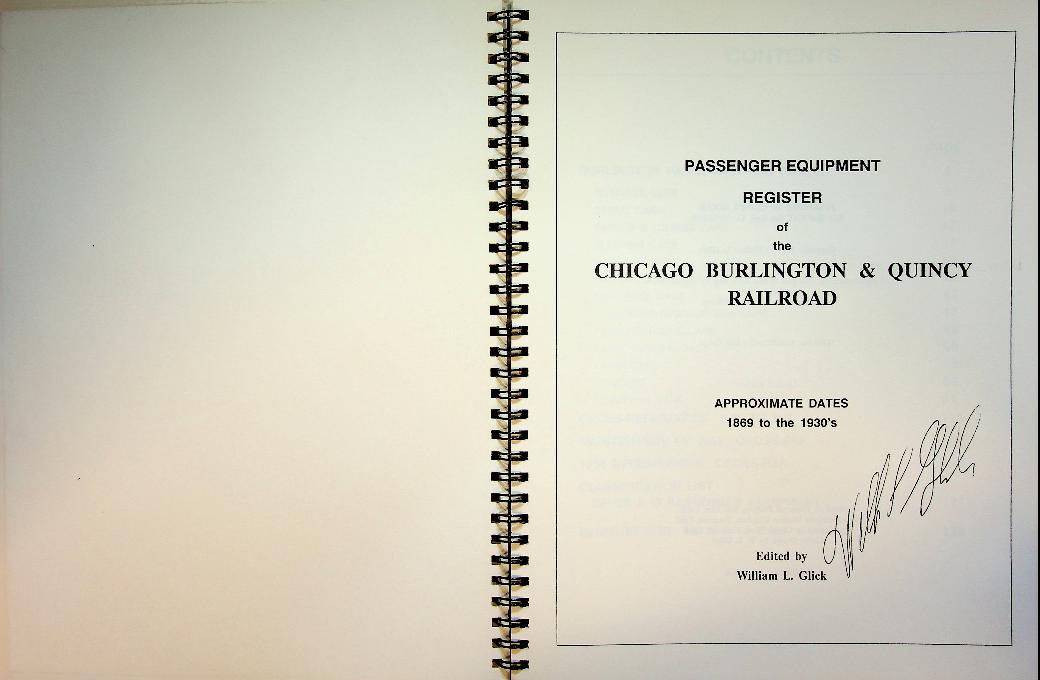 PASSENGER EQUIPMENT
REGISTER
of
the
CHICAGO BURLINGTON & QUINCY
RAILROAD
APPROXIMATE DATES
1869 to the 1930's
Edited by
William L. Glick